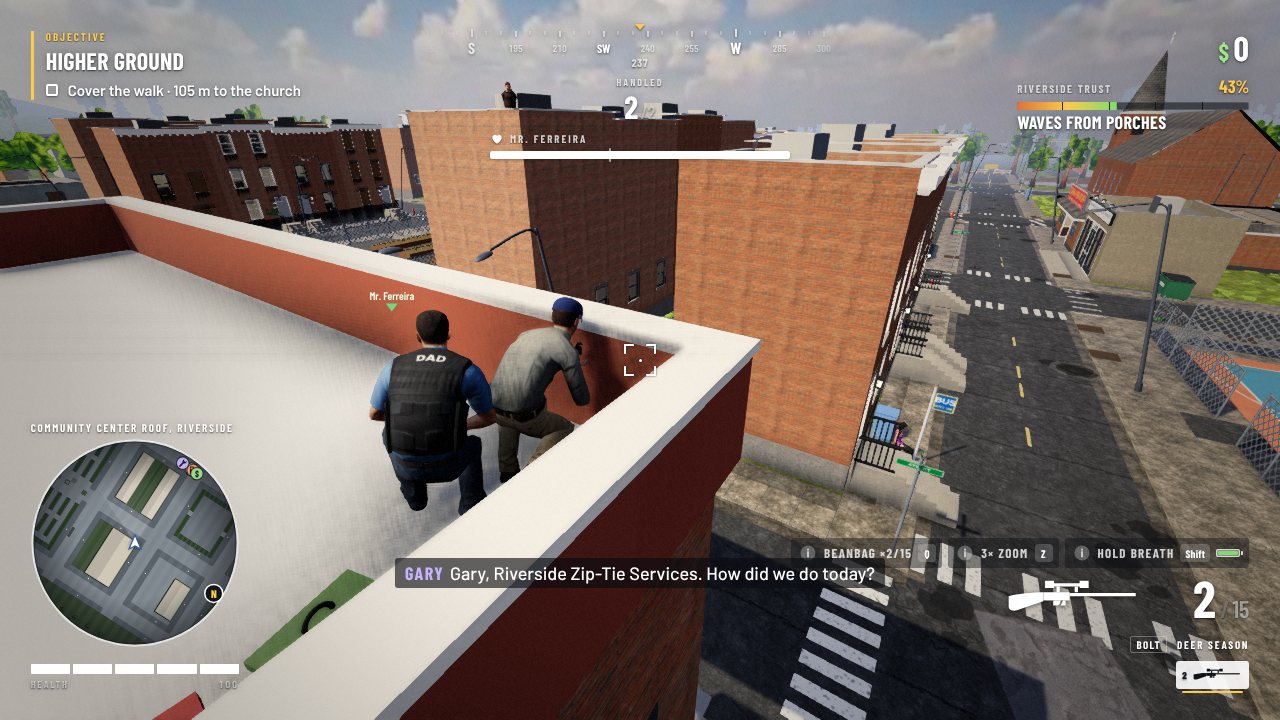 OBJECTIVE
HIGHER GROUND
Cover the walk · 105 m to the church
S 195 210 SW 240 255 W 285 300
237
HANDLED
2
MR. FERREIRA
$ 0
RIVERSIDE TRUST 43%
WAVES FROM PORCHES
Mr. Ferreira
DAD
BUS
COMMUNITY CENTER ROOF, RIVERSIDE
N
$
HEALTH 100
GARY Gary, Riverside Zip-Tie Services. How did we do today?
BEANBAG ×2/15 Q
3× ZOOM Z
HOLD BREATH Shift
2 / 15
BOLT DEER SEASON
2